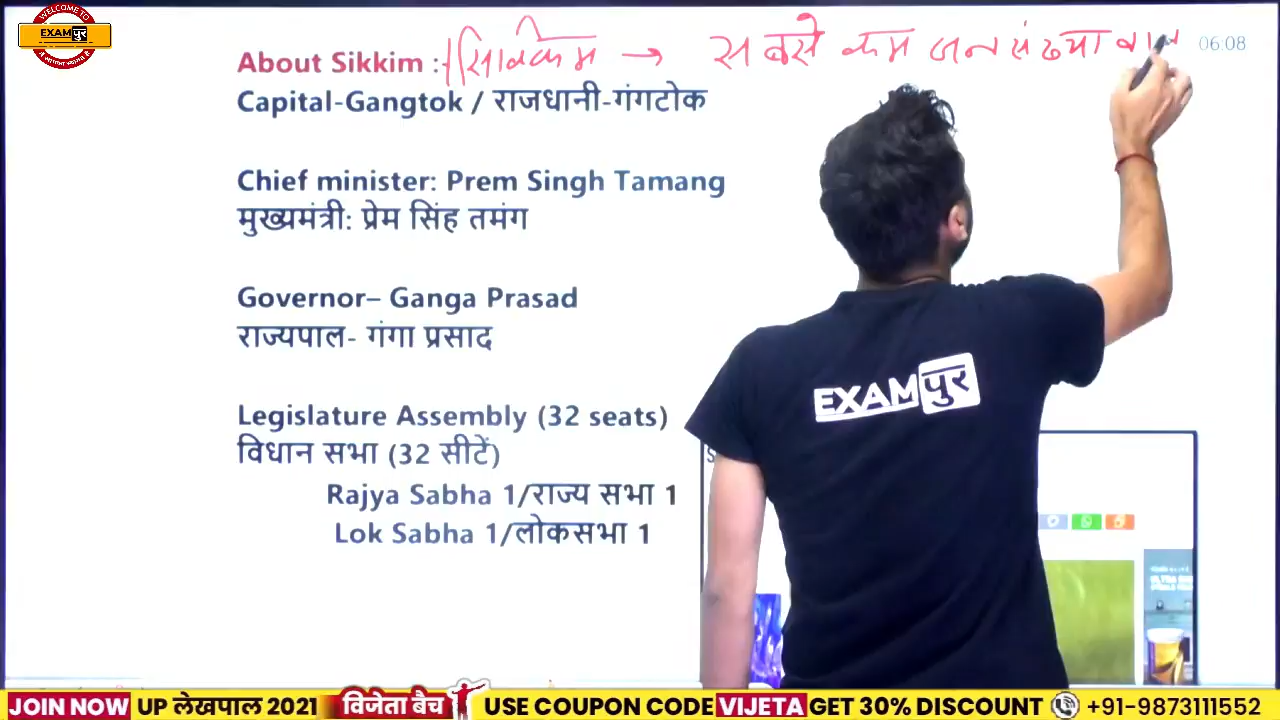 WELCOME TO
EXAMपुर
About Sikkim :- सिक्किम → सबसे कम जनसंख्या वाल
06:08
Capital-Gangtok / राजधानी-गंगटोक
Chief minister: Prem Singh Tamang
मुख्यमंत्री: प्रेम सिंह तमंग
Governor– Ganga Prasad
राज्यपाल- गंगा प्रसाद
EXAMपुर
Legislature Assembly (32 seats)
विधान सभा (32 सीटें)
Rajya Sabha 1/राज्य सभा 1
Lok Sabha 1/लोकसभा 1
JOIN NOW UP लेखपाल 2021 विजेता बैच USE COUPON CODE VIJETA GET 30% DISCOUNT +91-9873111552